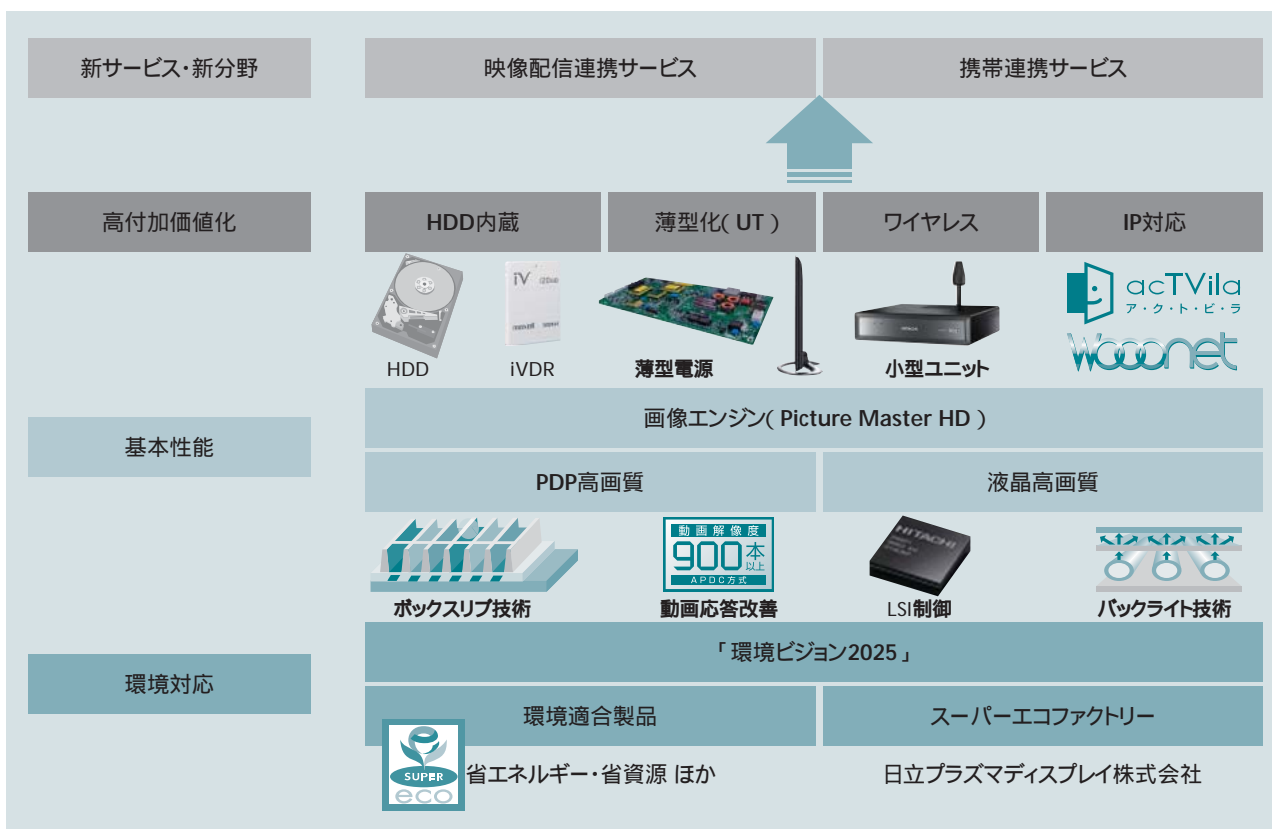 新サービス・新分野
映像配信連携サービス
携帯連携サービス
高付加価値化
HDD内蔵
薄型化( UT )
ワイヤレス
IP対応
iV
maxell
acTVila
ア・ク・ト・ビ・ラ
Wooonet
HDD
iVDR
薄型電源
小型ユニット
画像エンジン( Picture Master HD )
基本性能
PDP高画質
液晶高画質
動画解像度
900本以上
APDC方式
HITACHI
ボックスリブ技術
動画応答改善
LSI制御
バックライト技術
「環境ビジョン2025」
環境対応
環境適合製品
スーパーエコファクトリー
SUPER
eco
省エネルギー・省資源 ほか
日立プラズマディスプレイ株式会社